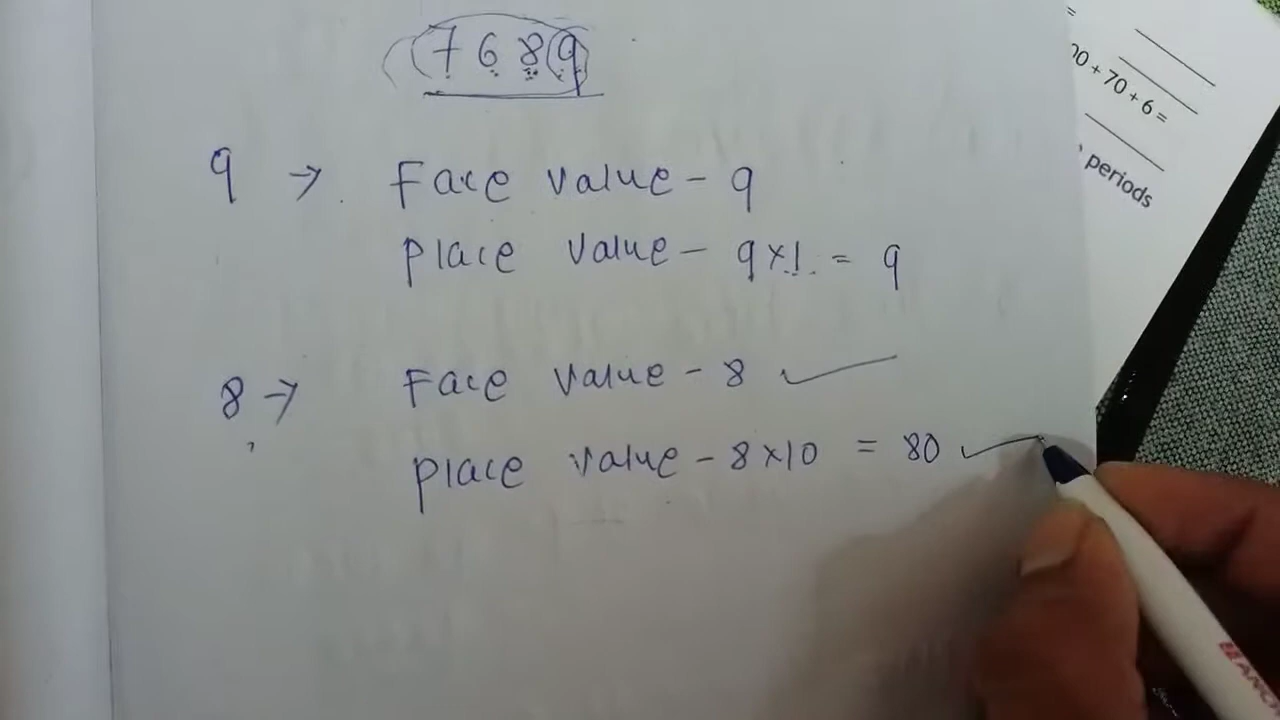 7689
9 → Face value - 9
place value - 9×1 = 9
8 → Face value - 8
place value - 8×10 = 80
=
00 + 70 + 6 =
periods